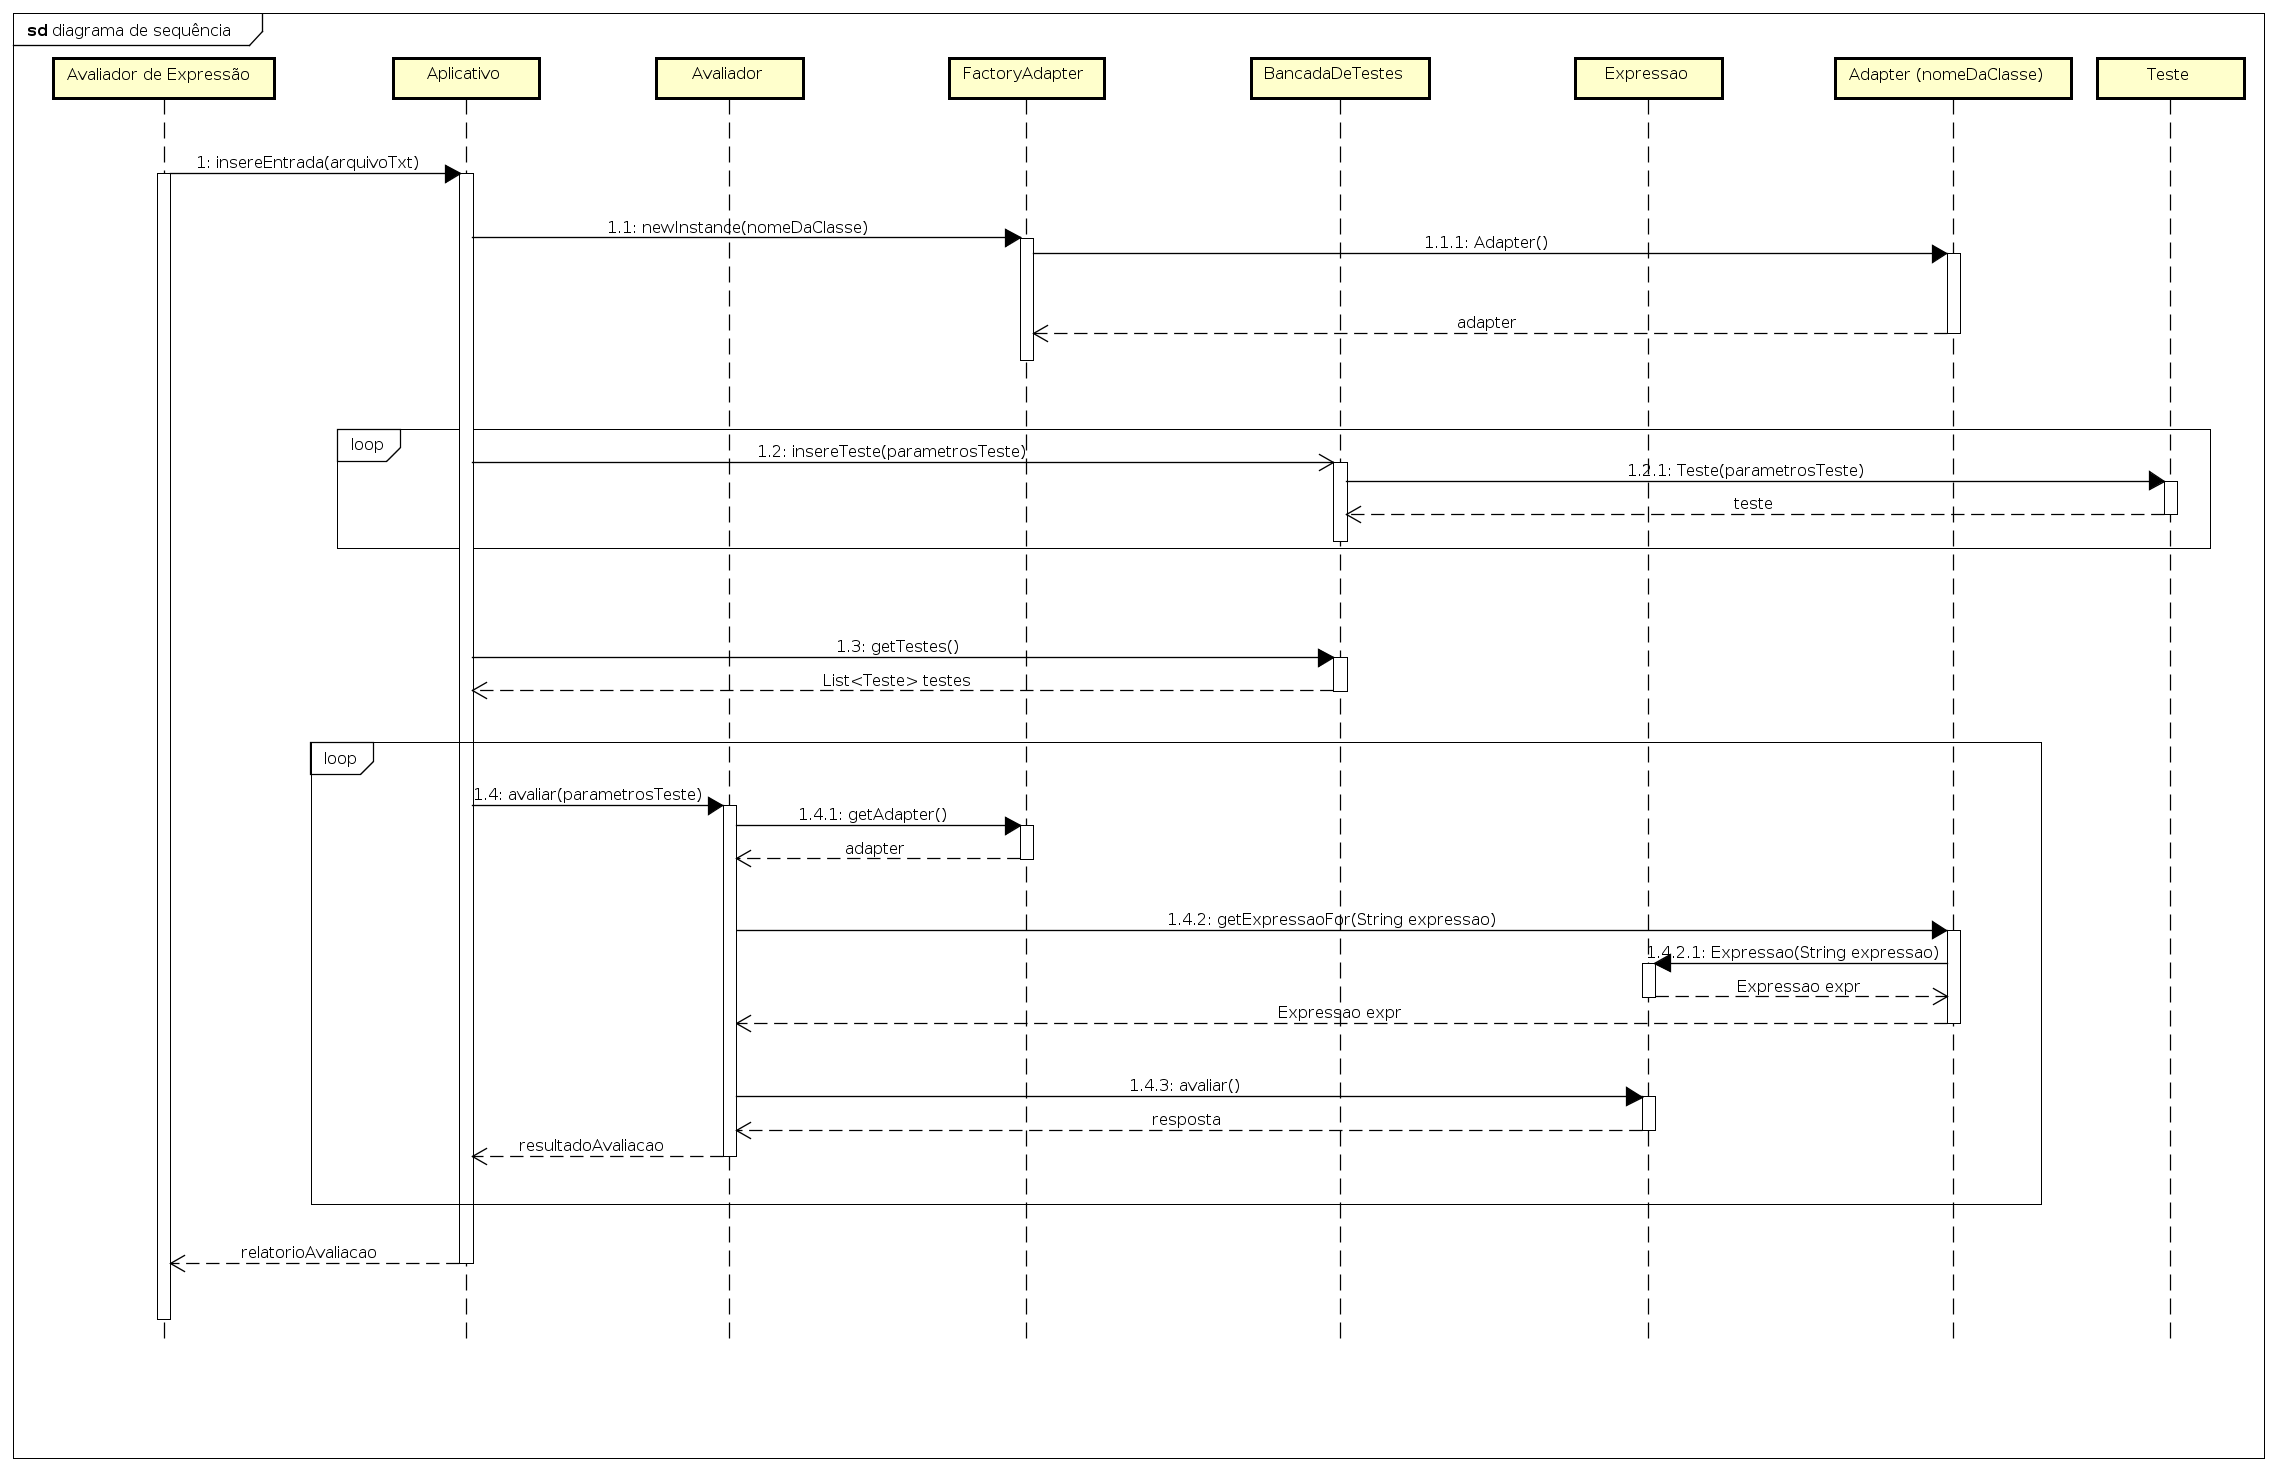 sd diagrama de sequência
Avaliador de Expressão
Aplicativo
Avaliador
FactoryAdapter
BancadaDeTestes
Expressao
Adapter (nomeDaClasse)
Teste
1: insereEntrada(arquivoTxt)
1.1: newInstance(nomeDaClasse)
1.1.1: Adapter()
adapter
loop
1.2: insereTeste(parametrosTeste)
1.2.1: Teste(parametrosTeste)
teste
1.3: getTestes()
List<Teste> testes
loop
1.4: avaliar(parametrosTeste)
1.4.1: getAdapter()
adapter
1.4.2: getExpressaoFor(String expressao)
1.4.2.1: Expressao(String expressao)
Expressao expr
Expressao expr
1.4.3: avaliar()
resposta
resultadoAvaliacao
relatorioAvaliacao